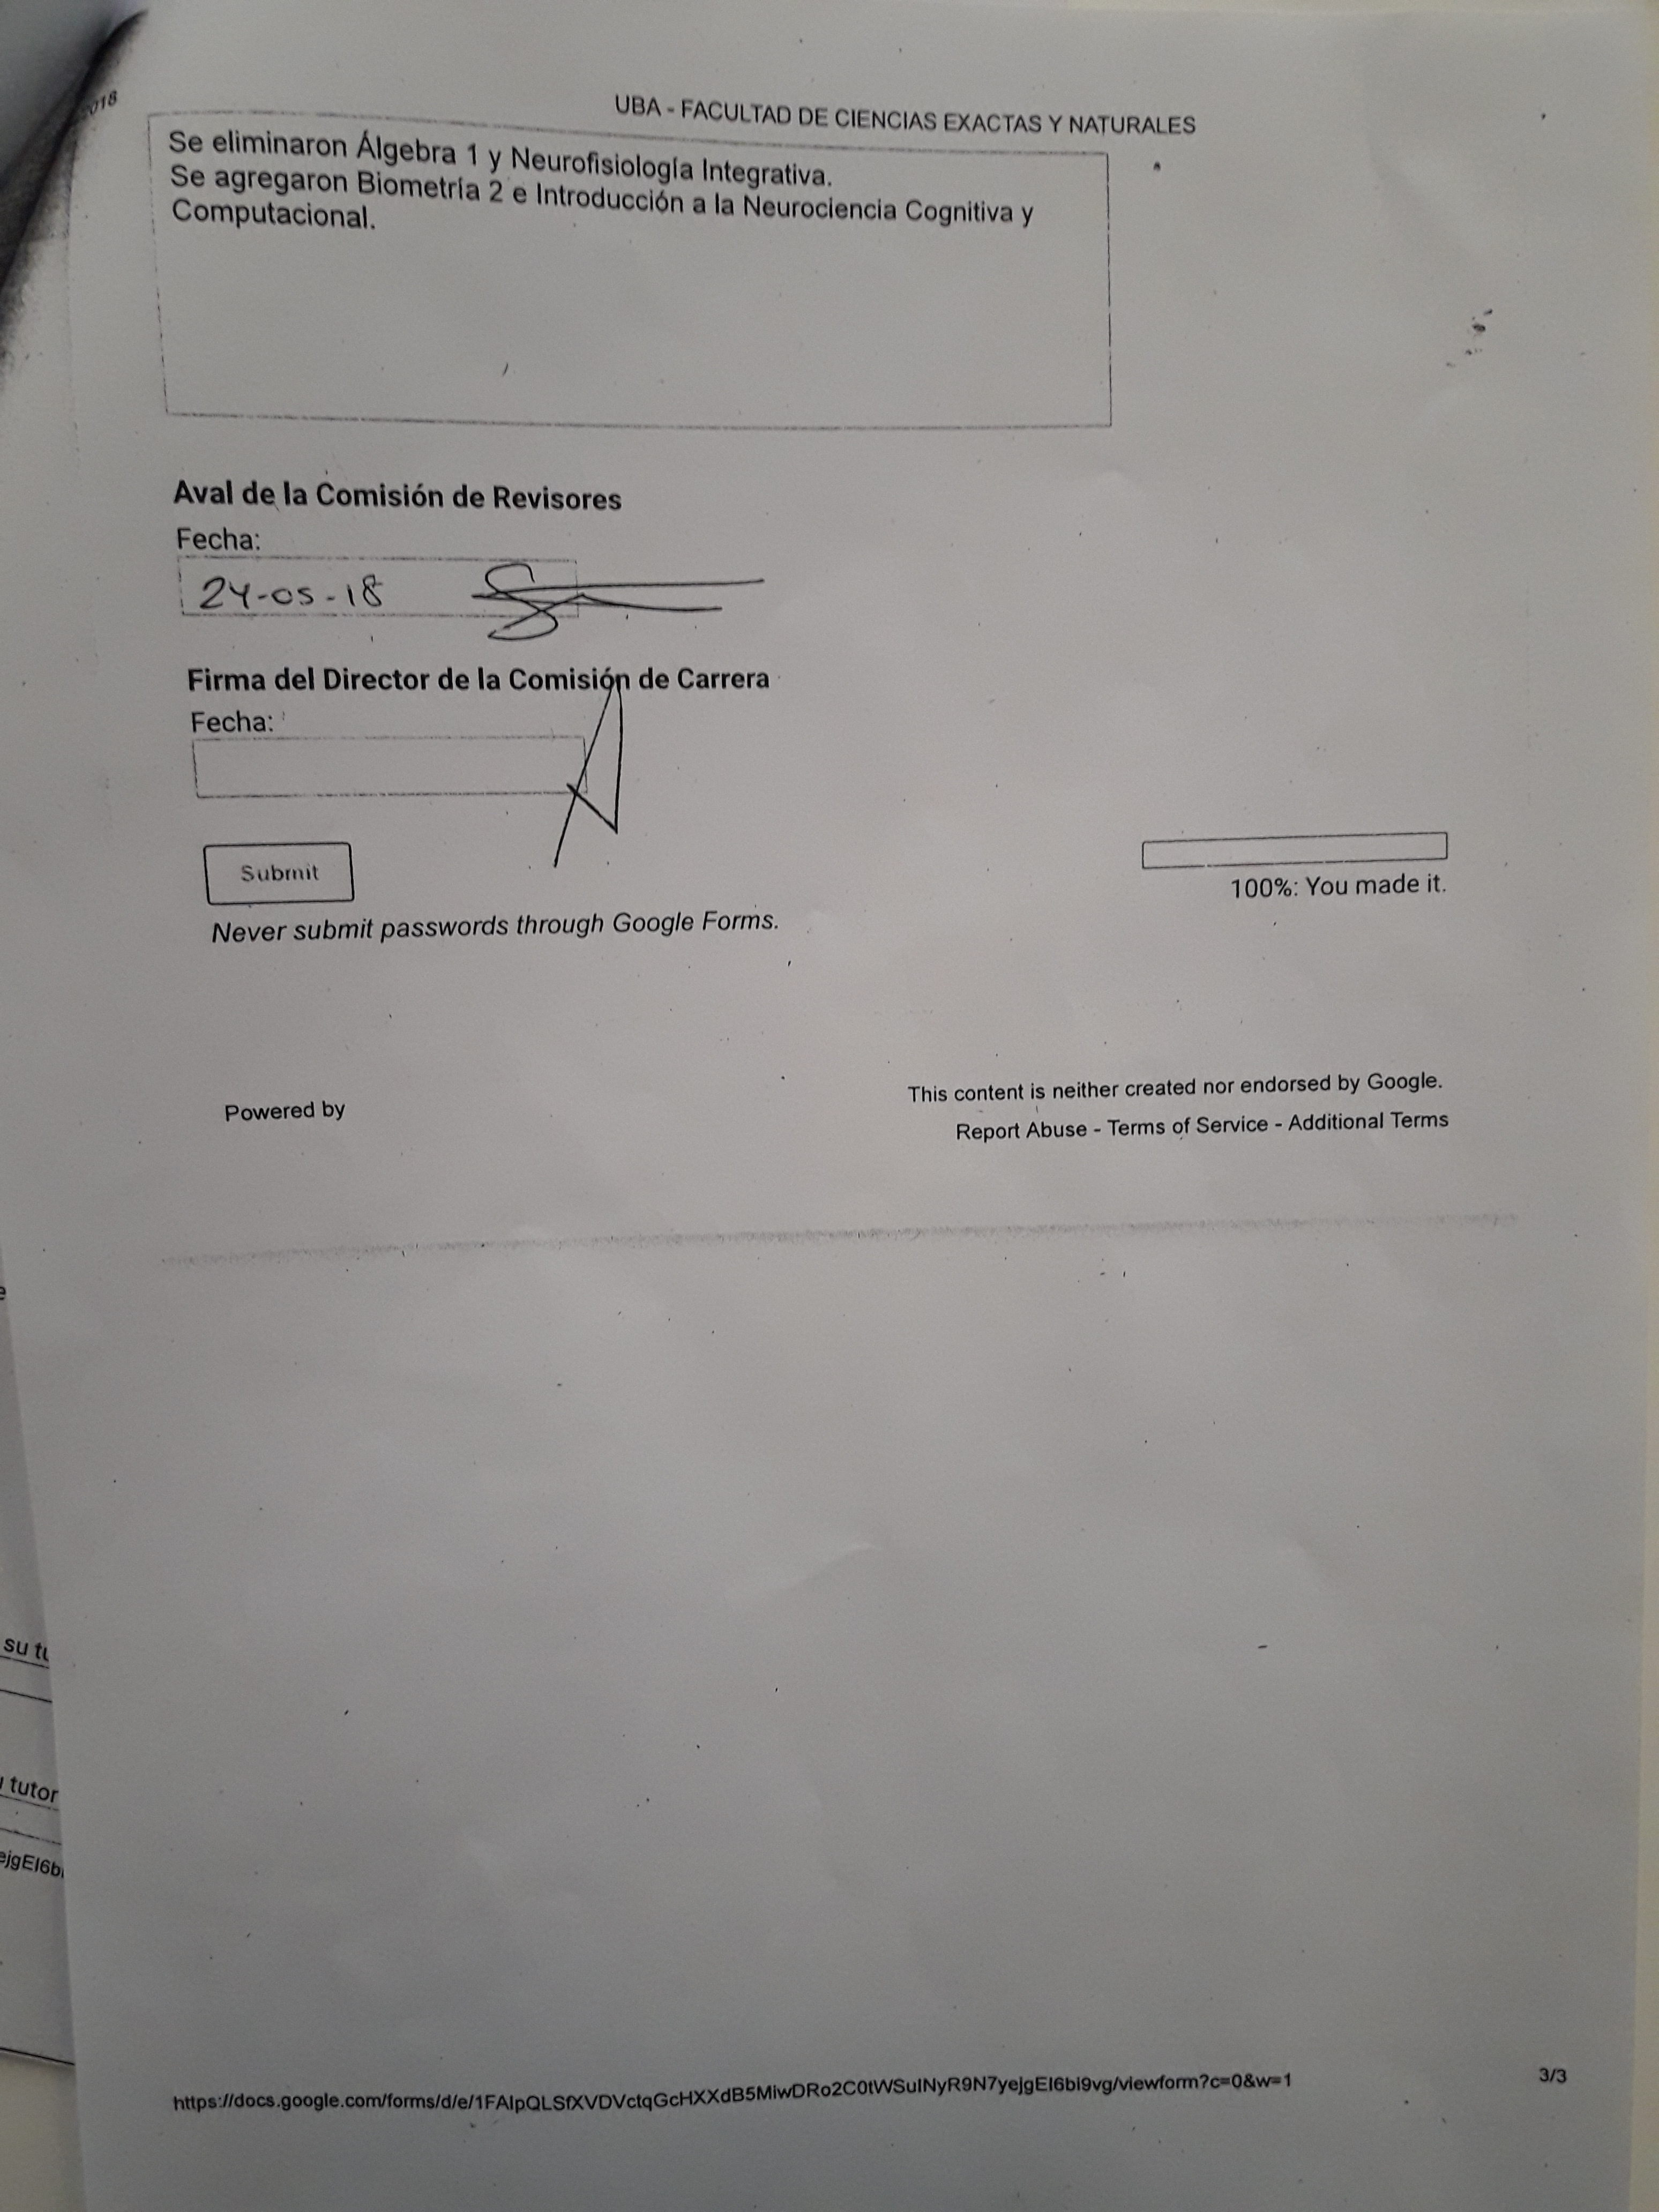 2018
UBA - FACULTAD DE CIENCIAS EXACTAS Y NATURALES
Se eliminaron Álgebra 1 y Neurofisiología Integrativa.
Se agregaron Biometría 2 e Introducción a la Neurociencia Cognitiva y
Computacional.
Aval de la Comisión de Revisores
Fecha:
24-05-18
Firma del Director de la Comisión de Carrera
Fecha:
Submit
100%: You made it.
Never submit passwords through Google Forms.
Powered by
This content is neither created nor endorsed by Google.
Report Abuse - Terms of Service - Additional Terms
su
tutor
ejgEI6b
https://docs.google.com/forms/d/e/1FAIpQLSfXVDVctqGcHXXdB5MiwDRo2C0tWSuINyR9N7yejgEI6bI9vg/viewform?c=0&w=1
3/3